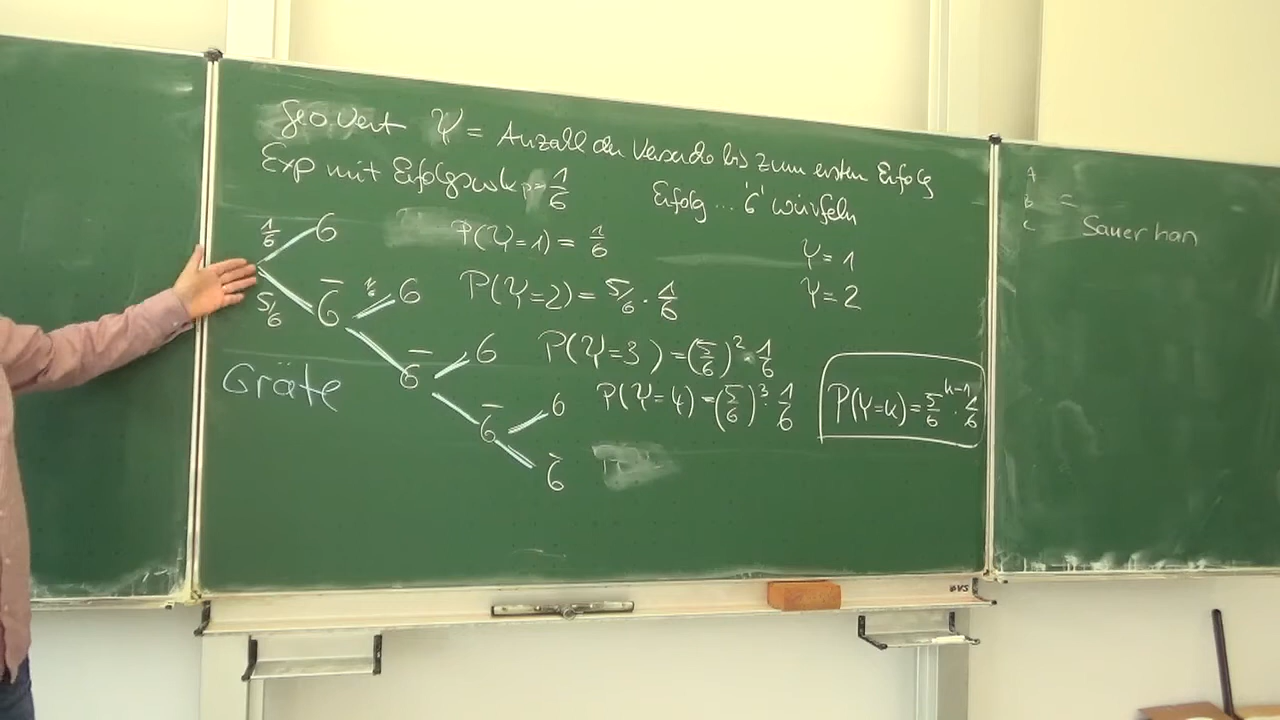 Geo Vert Y = Anzahl der Versuche bis zum ersten Erfolg
Exp mit Erfolgswk p = 1/6
Erfolg ... '6' würfeln
1/6 6
P(Y=1) = 1/6
Y = 1
5/6 6̄ 1/6 6
P(Y=2) = 5/6 · 1/6
Y = 2
6̄ 6
P(Y=3) = (5/6)² · 1/6
Gräte
6̄ 6
P(Y=4) = (5/6)³ · 1/6
P(Y=k) = 5/6^(k-1) · 1/6
6̄
A
B =
C
Sauerhan